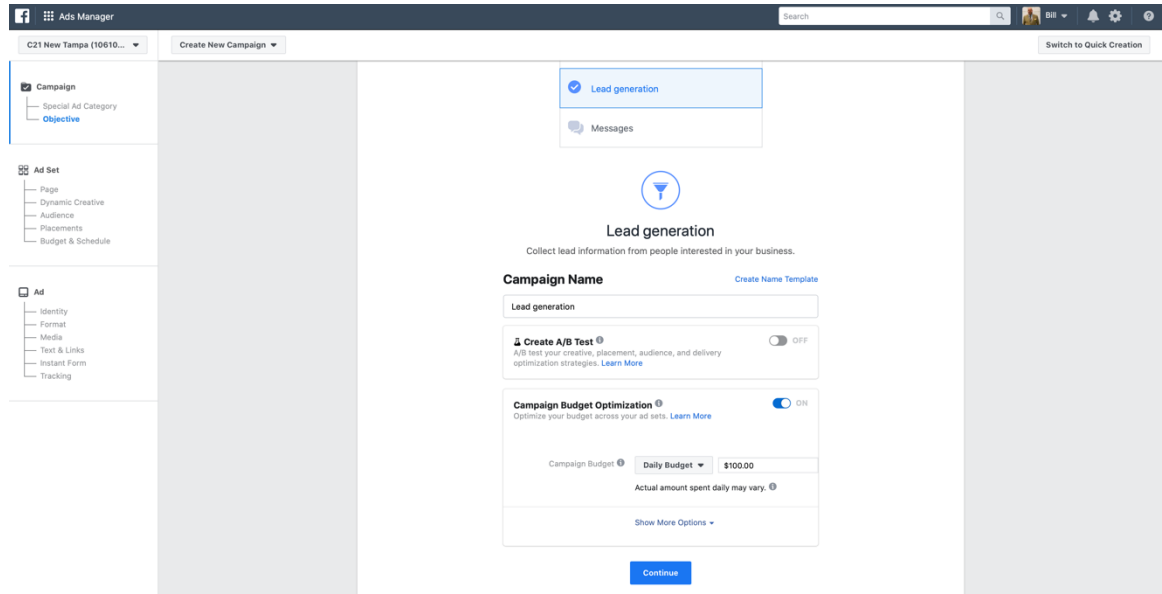 Ads Manager
Search
Bill
C21 New Tampa (10610...
Create New Campaign
Switch to Quick Creation
Campaign
Special Ad Category
Objective
Ad Set
Page
Dynamic Creative
Audience
Placements
Budget & Schedule
Ad
Identity
Format
Media
Text & Links
Instant Form
Tracking
Lead generation
Messages
Lead generation
Collect lead information from people interested in your business.
Campaign Name
Create Name Template
Lead generation
Create A/B Test
OFF
A/B test your creative, placement, audience, and delivery
optimization strategies. Learn More
Campaign Budget Optimization
ON
Optimize your budget across your ad sets. Learn More
Campaign Budget
Daily Budget
$100.00
Actual amount spent daily may vary.
Show More Options
Continue